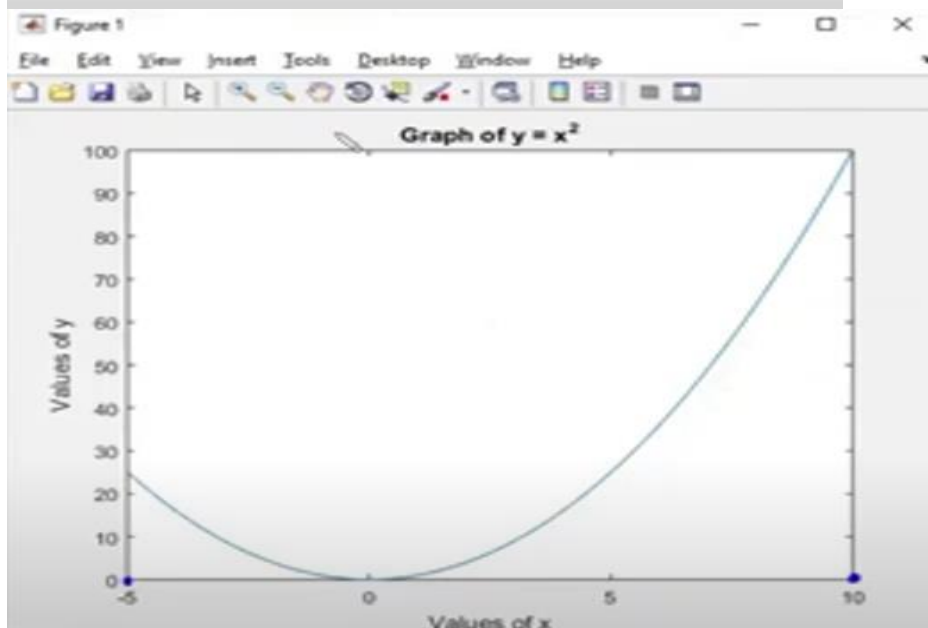 Figure 1
File Edit View Insert Tools Desktop Window Help
Graph of y = x²
100
90
80
70
60
50
40
30
20
10
0
Values of y
-5 0 5 10
Values of x